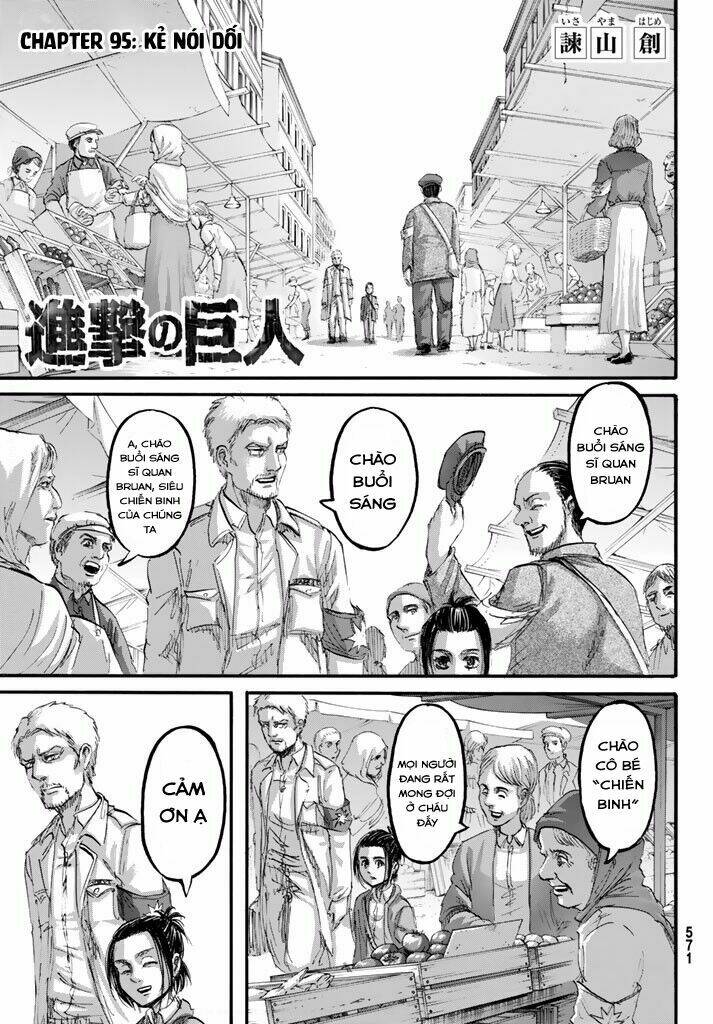 CHAPTER 95: KẺ NÓI DỐI
いさ やま はじめ
諫山 創
進撃の巨人
CHÀO
BUỔI SÁNG
SĨ QUAN
BRUAN
CHÀO
BUỔI
SÁNG
A, CHÀO
BUỔI SÁNG
SĨ QUAN
BRUAN, SIÊU
CHIẾN BINH
CỦA CHÚNG
TA
CHÀO
CÔ BÉ
“CHIẾN
BINH”
MỌI NGƯỜI
ĐANG RẤT
MONG ĐỢI
Ở CHÁU
ĐẤY
CẢM
ƠN Ạ
571